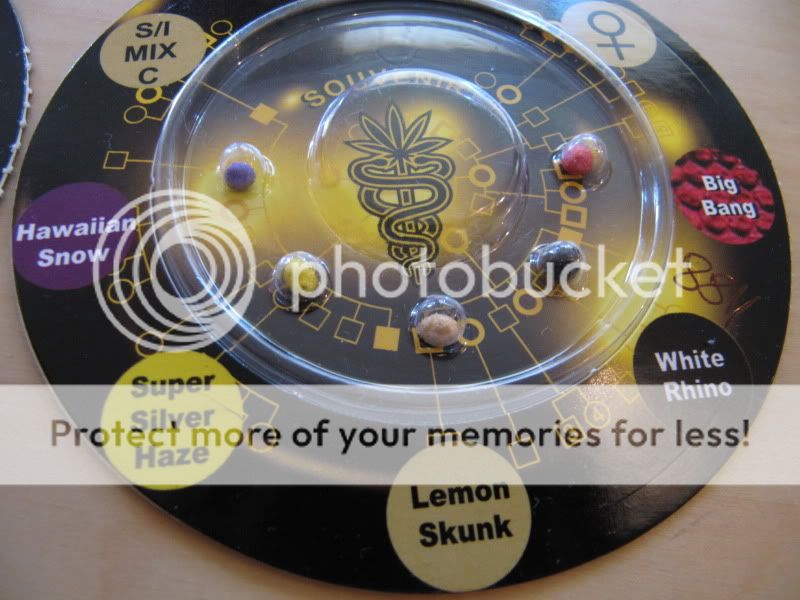 S/I
MIX
C
SOUVENIR
♀
Hawaiian
Snow
Big
Bang
photobucket
White
Rhino
Super
Silver
Haze
Protect more of your memories for less!
Lemon
Skunk